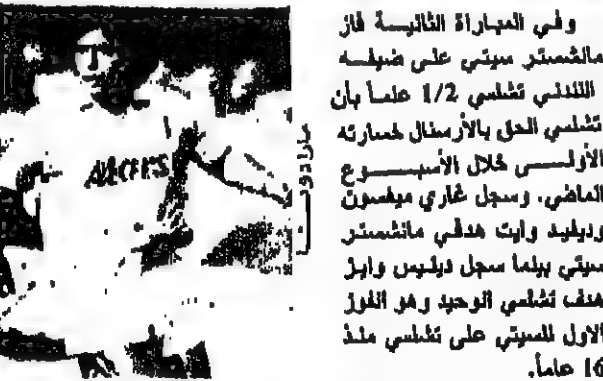 وفي المباراة الثانية فاز
مانشستر سيتي على ضيفه
اللندني تشلسي 1/2 علماً بأن
تشلسي الحق بالأرسنال خسارته
الأولى خلال الأسبوع
الماضي. وسجل غاري ميغسون
وديفيد وايت هدفي مانشستر
سيتي بينما سجل دينيس وايز
هدف تشلسي الوحيد وهو الفوز
الاول للسيتي على تشلسي منذ
16 عاماً.
مارادونا